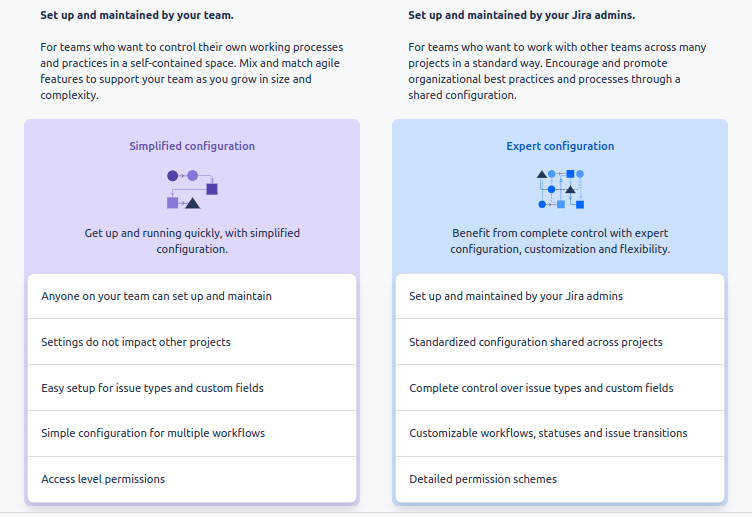 Set up and maintained by your team.
For teams who want to control their own working processes
and practices in a self-contained space. Mix and match agile
features to support your team as you grow in size and
complexity.
Simplified configuration
Get up and running quickly, with simplified
configuration.
Anyone on your team can set up and maintain
Settings do not impact other projects
Easy setup for issue types and custom fields
Simple configuration for multiple workflows
Access level permissions
Set up and maintained by your Jira admins.
For teams who want to work with other teams across many
projects in a standard way. Encourage and promote
organizational best practices and processes through a
shared configuration.
Expert configuration
Benefit from complete control with expert
configuration, customization and flexibility.
Set up and maintained by your Jira admins
Standardized configuration shared across projects
Complete control over issue types and custom fields
Customizable workflows, statuses and issue transitions
Detailed permission schemes